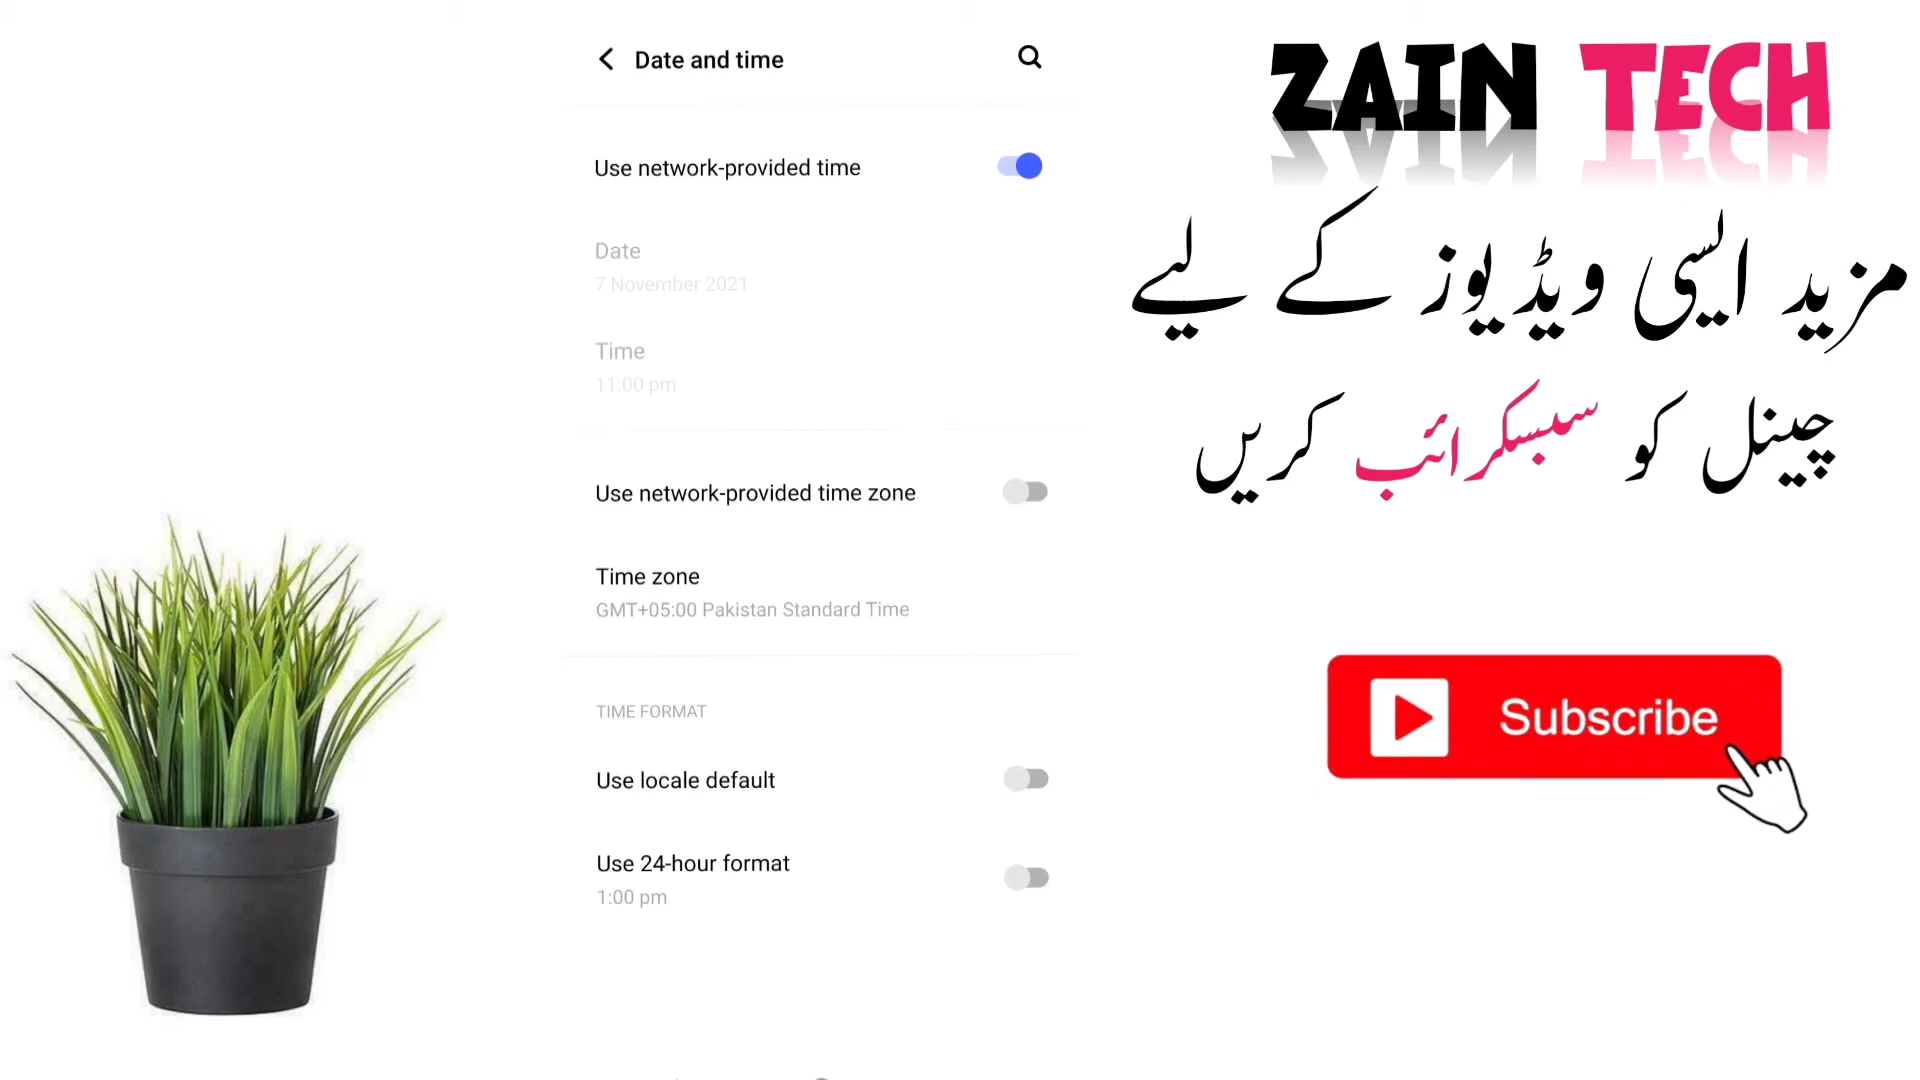 Date and time
Use network-provided time
Date
7 November 2021
Time
11:00 pm
Use network-provided time zone
Time zone
GMT+05:00 Pakistan Standard Time
TIME FORMAT
Use locale default
Use 24-hour format
1:00 pm
ZAIN TECH
مزید ایسی ویڈیوز کے لیے
چینل کو سبسکرائب کریں
Subscribe